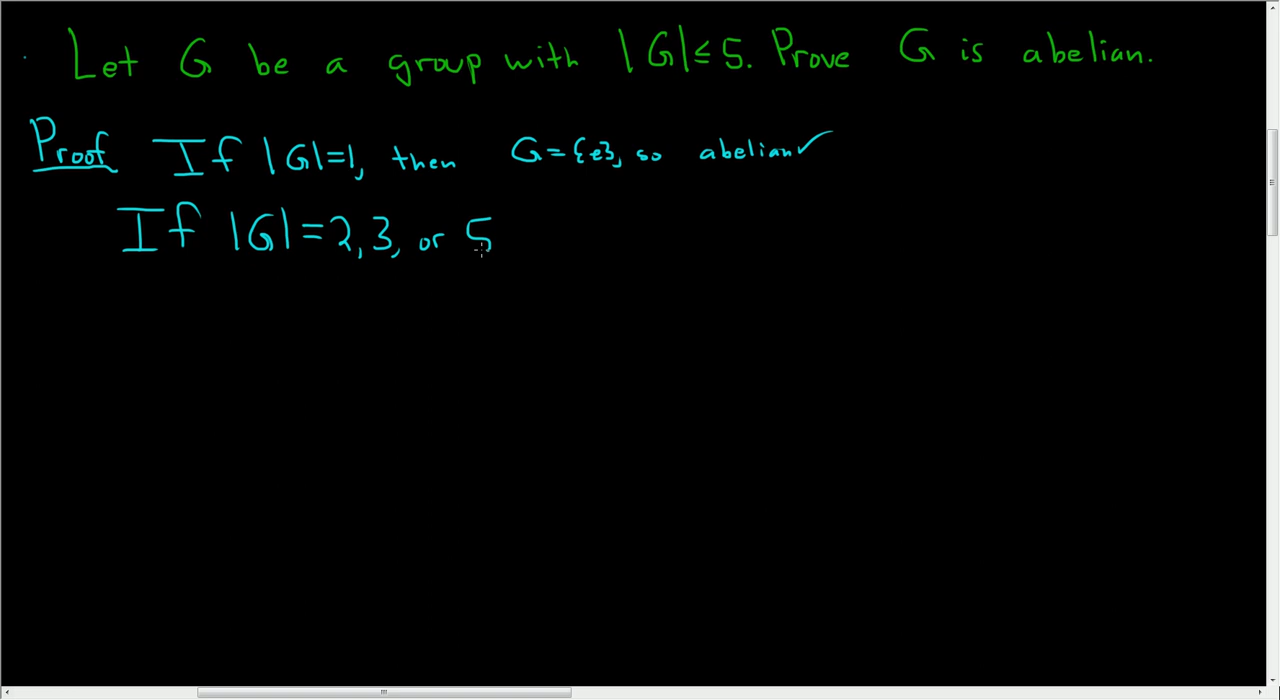 Let G be a group with |G| ≤ 5. Prove G is abelian.
Proof If |G|=1, then G={e}, so abelian✓
If |G|=2, 3, or 5